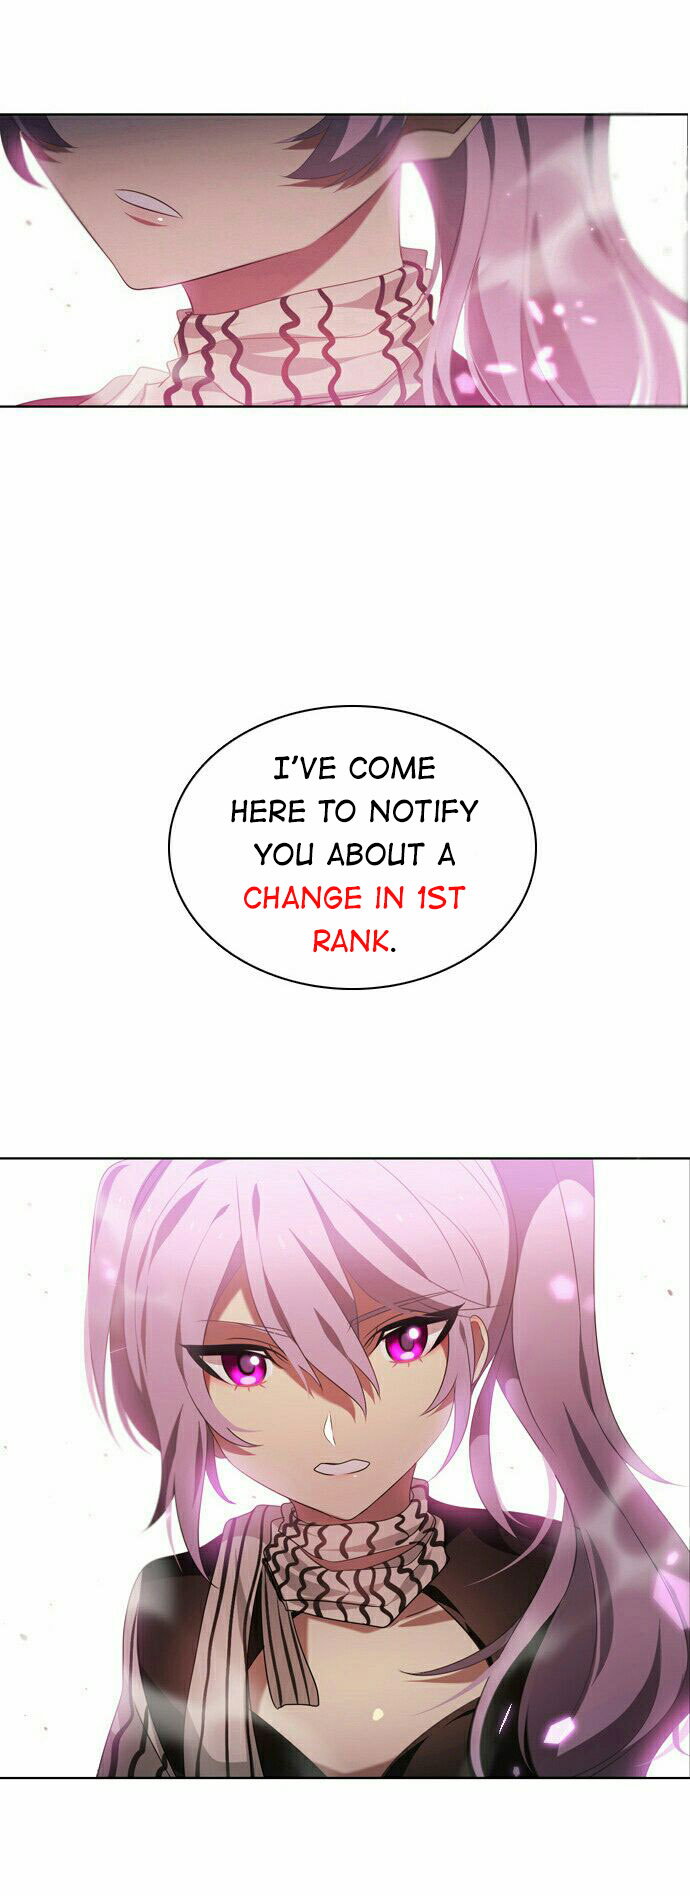 I'VE COME
HERE TO NOTIFY
YOU ABOUT A
CHANGE IN 1ST
RANK.